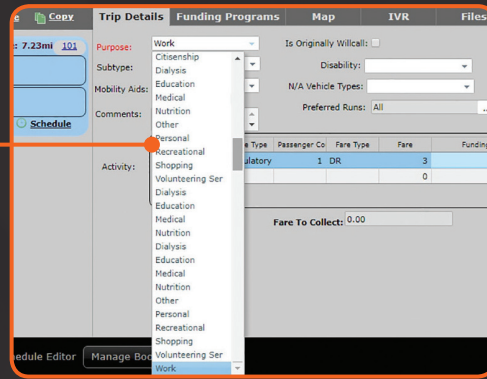 Copy
Trip Details Funding Programs Map IVR Files
: 7.23mi 101
Purpose: Work Is Originally Willcall:
Citizenship
Subtype: Dialysis Disability:
Education
Mobility Aids: Medical N/A Vehicle Types:
Nutrition
Comments: Other Preferred Runs: All ...
Schedule
Personal
Recreational Type Passenger Co Fare Type Fare Funding
Activity: Shopping ulatory 1 DR 3
Volunteering Ser 0
Dialysis
Education
Medical
Nutrition Fare To Collect: 0.00
Dialysis
Education
Medical
Nutrition
Other
Personal
Recreational
Shopping
edule Editor Manage Boo Volunteering Ser
Work